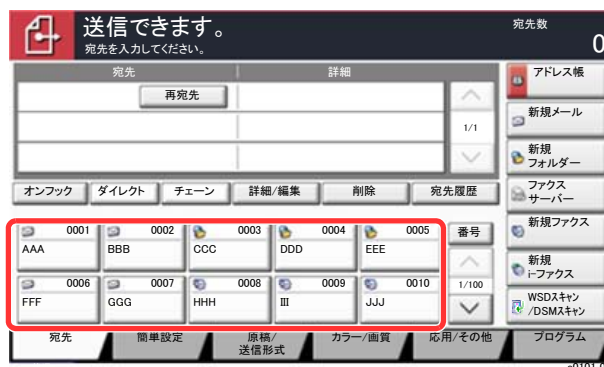 送信できます。
宛先を入力してください。
宛先数
0
宛先
詳細
再宛先
1/1
アドレス帳
新規メール
新規
フォルダー
ファクス
サーバー
新規ファクス
新規
i-ファクス
WSDスキャン
/DSMスキャン
オンフック
ダイレクト
チェーン
詳細/編集
削除
宛先履歴
0001
AAA
0002
BBB
0003
CCC
0004
DDD
0005
EEE
番号
0006
FFF
0007
GGG
0008
HHH
0009
III
0010
JJJ
1/100
宛先
簡単設定
原稿/
送信形式
カラー/画質
応用/その他
プログラム